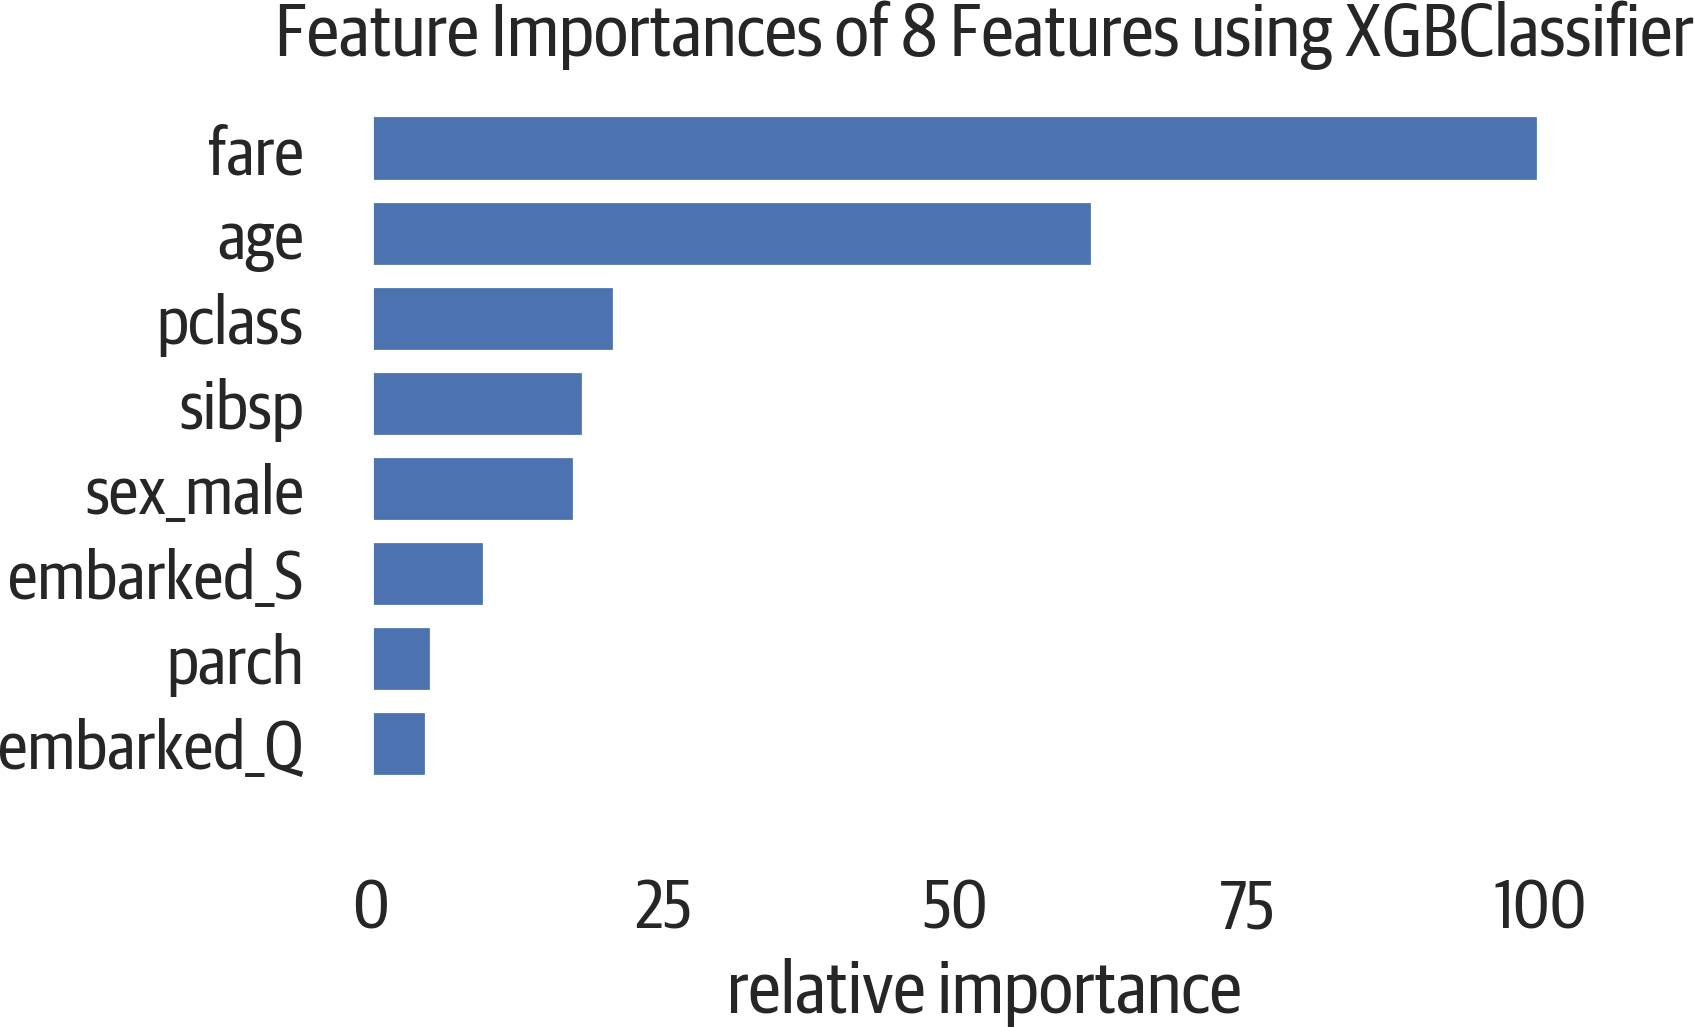 Feature Importances of 8 Features using XGBClassifier
fare
age
pclass
sibsp
sex_male
embarked_S
parch
embarked_Q
0 25 50 75 100
relative importance